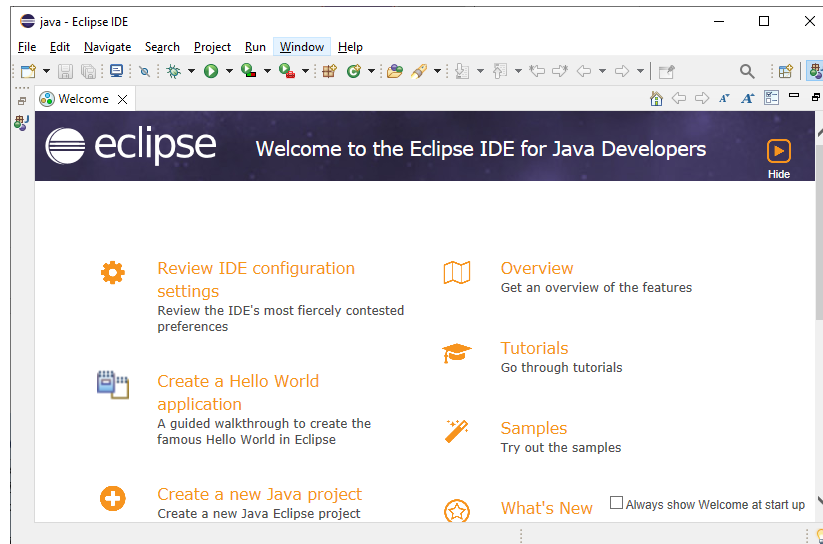 java - Eclipse IDE
File Edit Navigate Search Project Run Window Help
Welcome
eclipse
Welcome to the Eclipse IDE for Java Developers
Hide
Review IDE configuration
settings
Review the IDE's most fiercely contested
preferences
Create a Hello World
application
A guided walkthrough to create the
famous Hello World in Eclipse
Create a new Java project
Create a new Java Eclipse project
Overview
Get an overview of the features
Tutorials
Go through tutorials
Samples
Try out the samples
What's New
Always show Welcome at start up